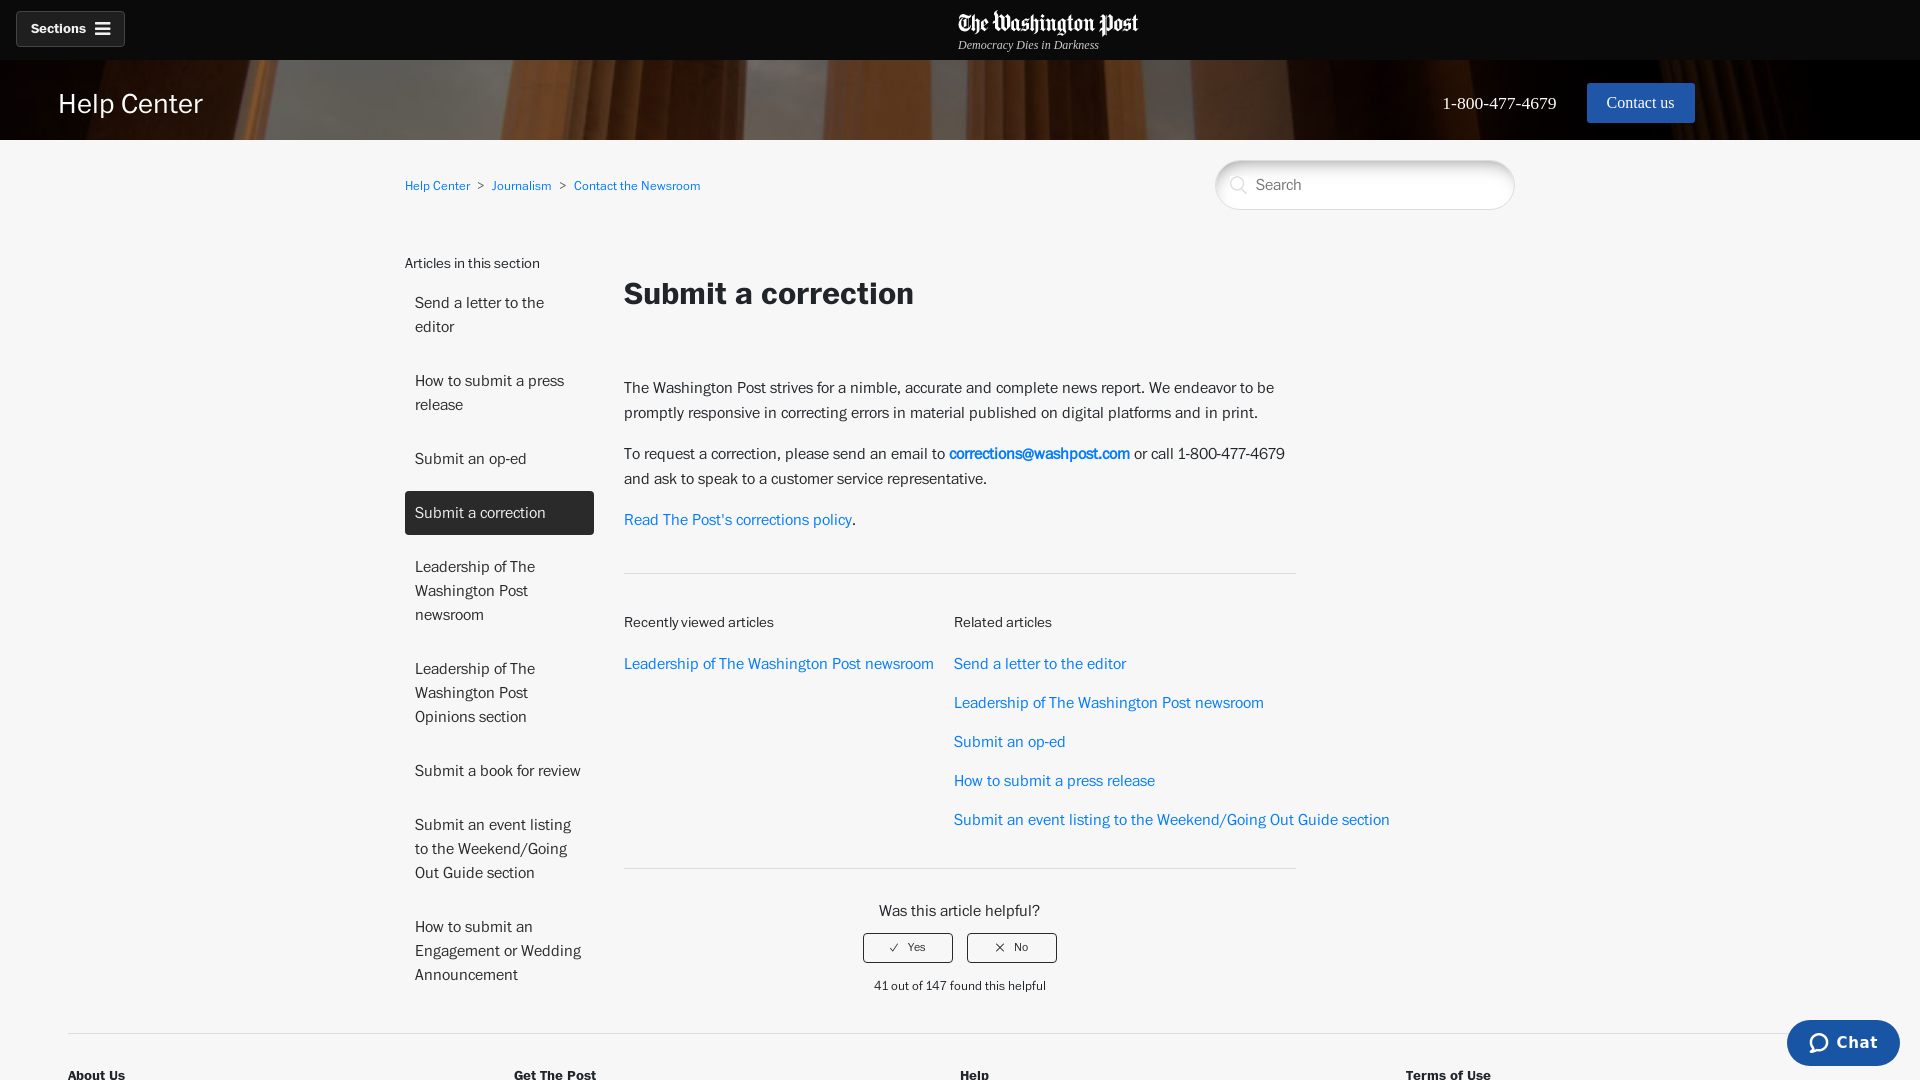 Sections
The Washington Post
Democracy Dies in Darkness
Help Center
1-800-477-4679
Contact us
Help Center > Journalism > Contact the Newsroom
Search
Articles in this section
Send a letter to the
editor
How to submit a press
release
Submit an op-ed
Submit a correction
Leadership of The
Washington Post
newsroom
Leadership of The
Washington Post
Opinions section
Submit a book for review
Submit an event listing
to the Weekend/Going
Out Guide section
How to submit an
Engagement or Wedding
Announcement
Submit a correction
The Washington Post strives for a nimble, accurate and complete news report. We endeavor to be
promptly responsive in correcting errors in material published on digital platforms and in print.
To request a correction, please send an email to corrections@washpost.com or call 1-800-477-4679
and ask to speak to a customer service representative.
Read The Post's corrections policy.
Recently viewed articles
Leadership of The Washington Post newsroom
Related articles
Send a letter to the editor
Leadership of The Washington Post newsroom
Submit an op-ed
How to submit a press release
Submit an event listing to the Weekend/Going Out Guide section
Was this article helpful?
Yes
No
41 out of 147 found this helpful
Chat
About Us
Get The Post
Help
Terms of Use